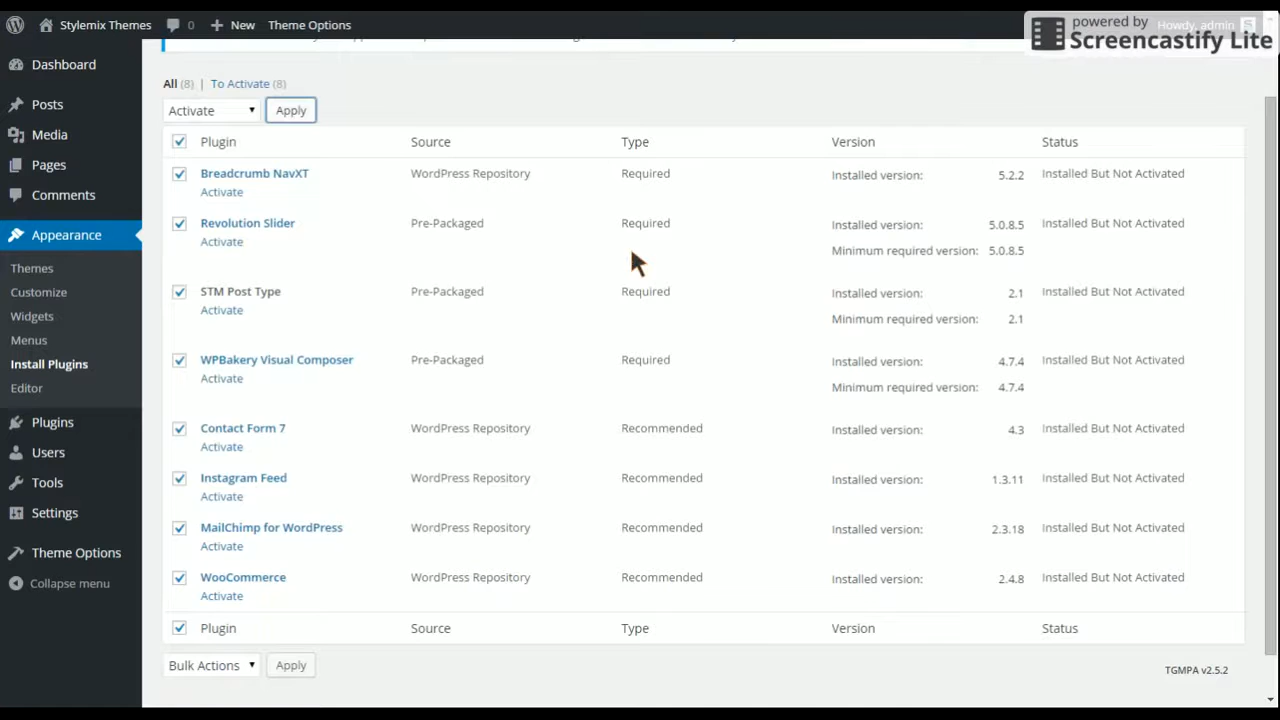 Stylemix Themes 0 New Theme Options Howdy, admin
powered by
Screencastify Lite
Dashboard
Posts
Media
Pages
Comments
Appearance
Themes
Customize
Widgets
Menus
Install Plugins
Editor
Plugins
Users
Tools
Settings
Theme Options
Collapse menu
All (8) | To Activate (8)
Activate Apply
Plugin Source Type Version Status
Breadcrumb NavXT WordPress Repository Required Installed version: 5.2.2 Installed But Not Activated
Activate
Revolution Slider Pre-Packaged Required Installed version: 5.0.8.5 Installed But Not Activated
Activate Minimum required version: 5.0.8.5
STM Post Type Pre-Packaged Required Installed version: 2.1 Installed But Not Activated
Activate Minimum required version: 2.1
WPBakery Visual Composer Pre-Packaged Required Installed version: 4.7.4 Installed But Not Activated
Activate Minimum required version: 4.7.4
Contact Form 7 WordPress Repository Recommended Installed version: 4.3 Installed But Not Activated
Activate
Instagram Feed WordPress Repository Recommended Installed version: 1.3.11 Installed But Not Activated
Activate
MailChimp for WordPress WordPress Repository Recommended Installed version: 2.3.18 Installed But Not Activated
Activate
WooCommerce WordPress Repository Recommended Installed version: 2.4.8 Installed But Not Activated
Activate
Plugin Source Type Version Status
Bulk Actions Apply
TGMPA v2.5.2